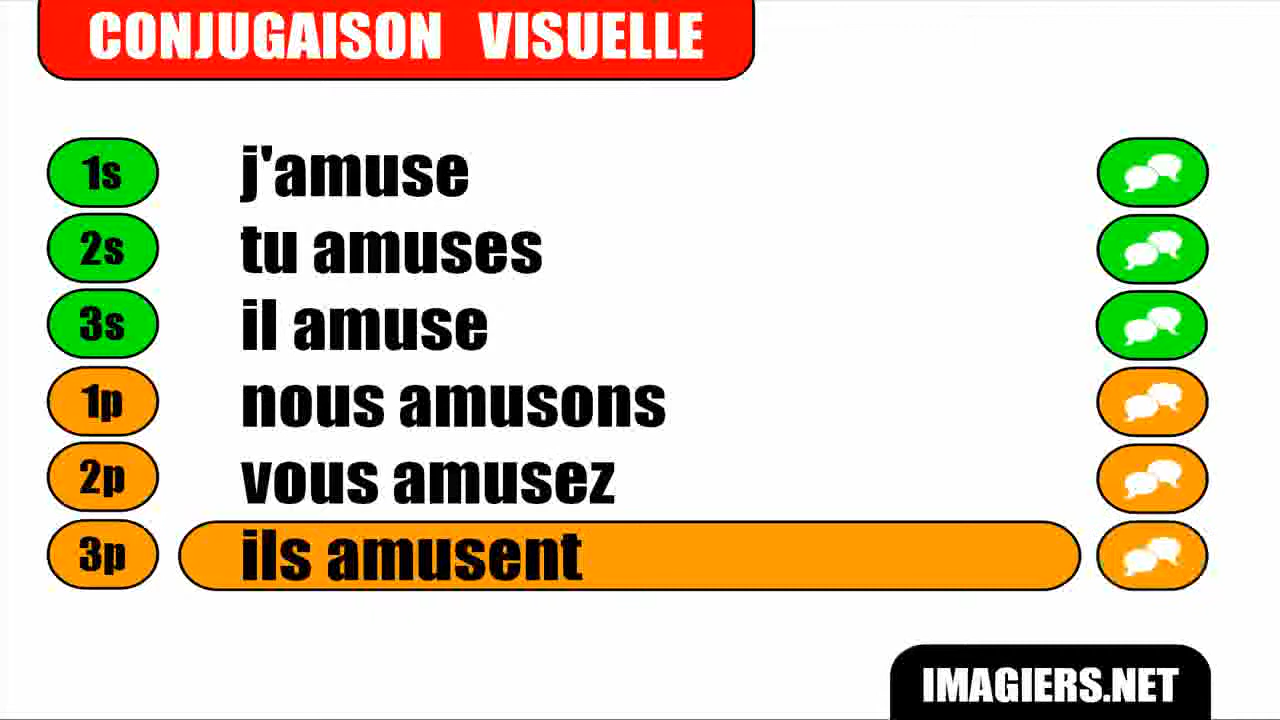 CONJUGAISON VISUELLE
1s j'amuse
2s tu amuses
3s il amuse
1p nous amusons
2p vous amusez
3p ils amusent
IMAGIERS.NET